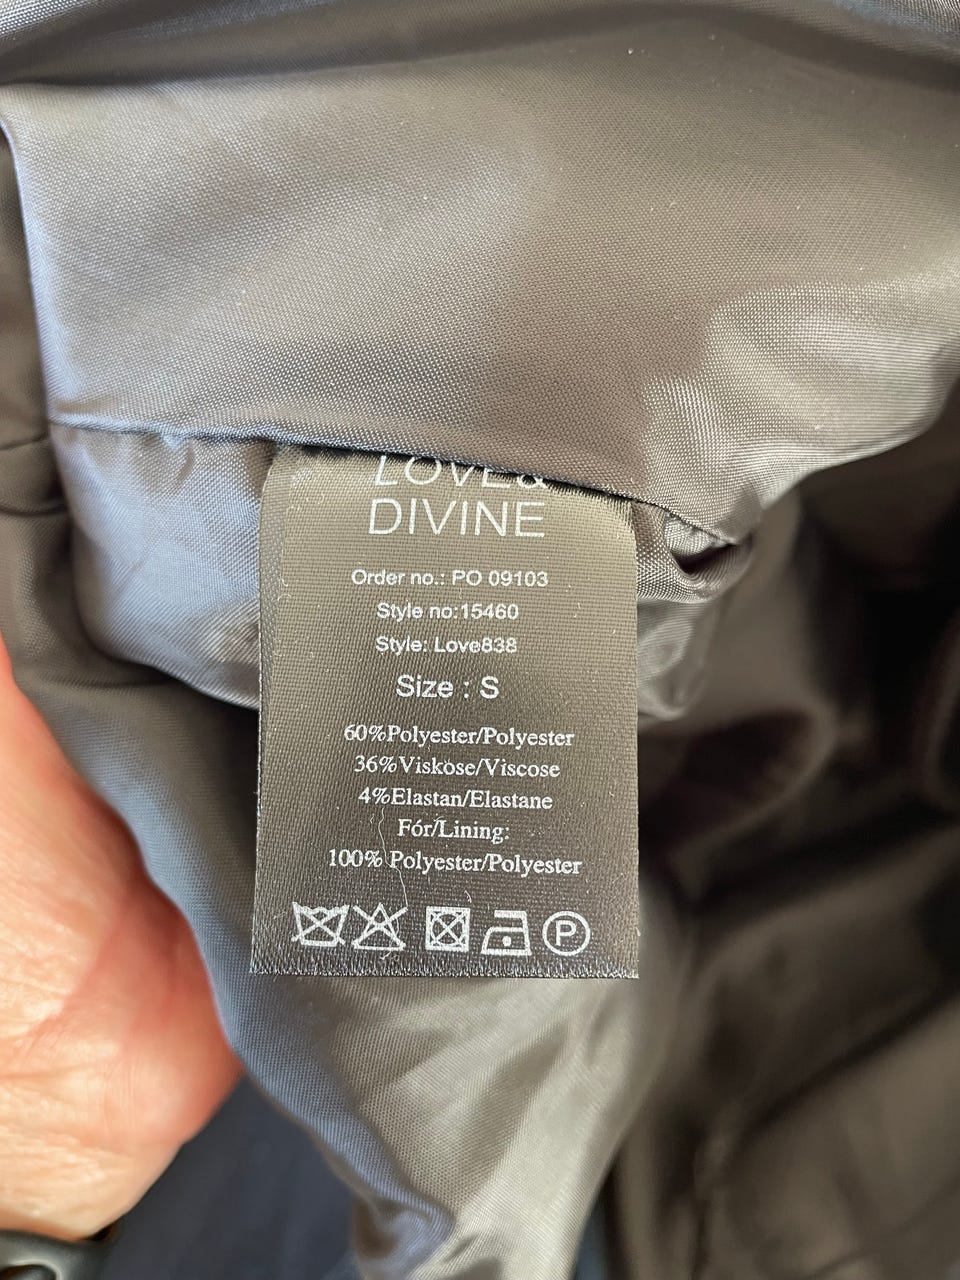 LOVE&
DIVINE
Order no.: PO 09103
Style no:15460
Style: Love838
Size : S
60%Polyester/Polyester
36%Viskose/Viscose
4%Elastan/Elastane
Fór/Lining:
100% Polyester/Polyester
P